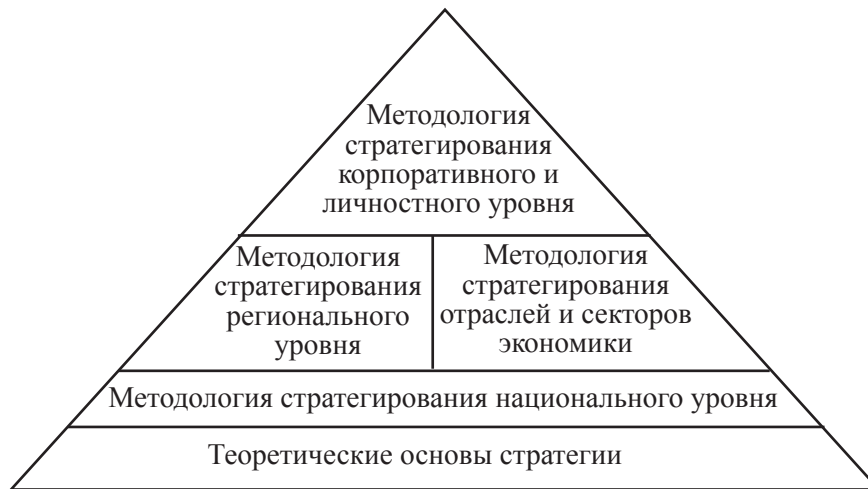 Методология
стратегирования
корпоративного и
личностного уровня
Методология
стратегирования
регионального
уровня
Методология
стратегирования
отраслей и секторов
экономики
Методология стратегирования национального уровня
Теоретические основы стратегии